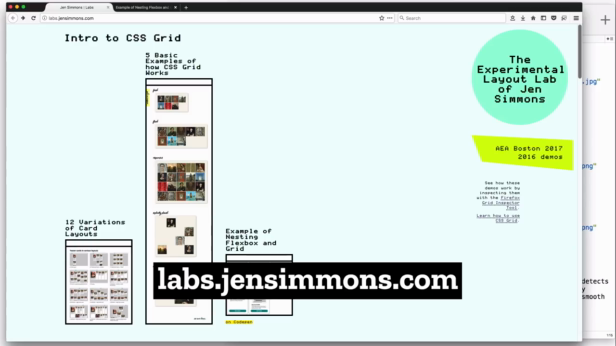 Jen Simmons | Labs
Example of Nesting Flexbox and
labs.jensimmons.com
Search
Intro to CSS Grid
5 Basic
Examples of
how CSS Grid
Works
12 Variations
of Card
Layouts
Example of
Nesting
Flexbox and
Grid
on Codepen
The
Experimental
Layout Lab
of Jen
Simmons
AEA Boston 2017
2016 demos
See how these
demos work by
inspecting them
with the Firefox
Grid Inspector
Tool
Learn how to use
CSS Grid
labs.jensimmons.com
.jpg"
png"
png"
png"
detects
smooth